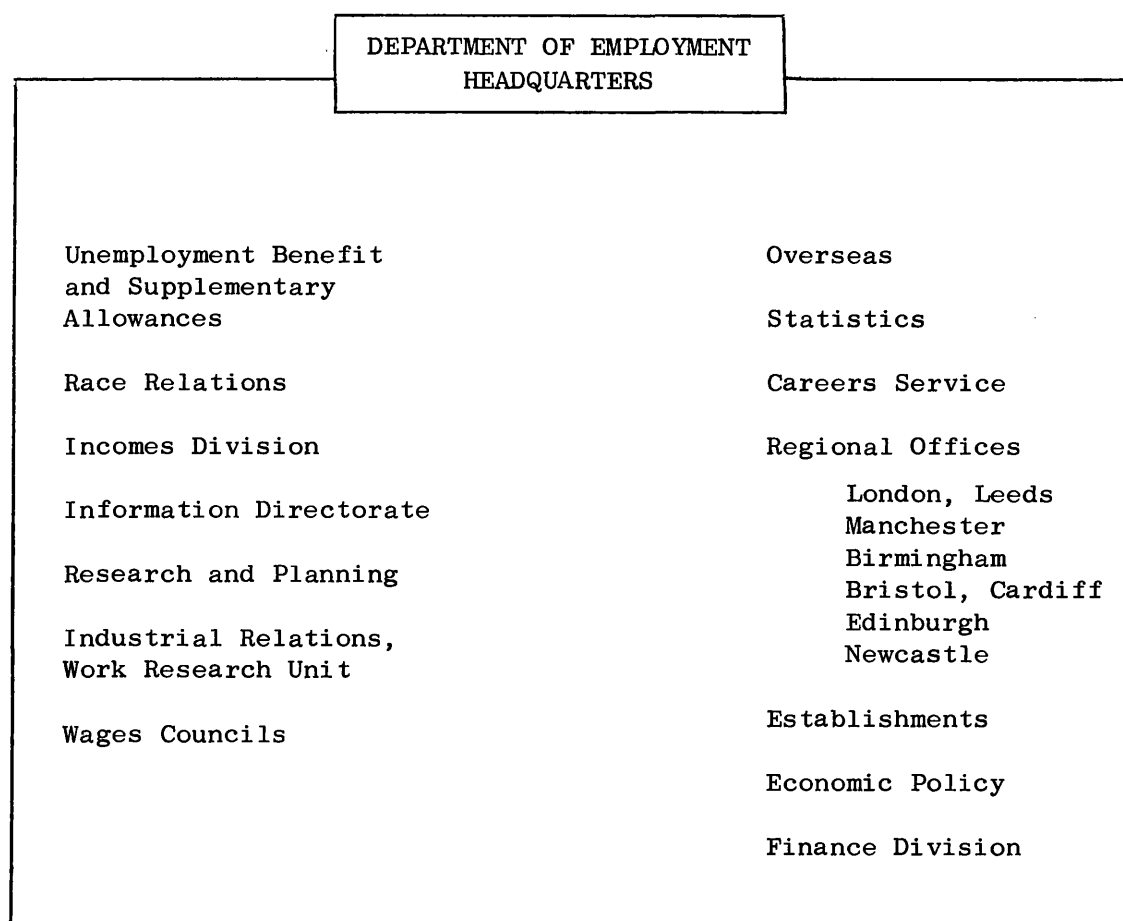 DEPARTMENT OF EMPLOYMENT
HEADQUARTERS
Unemployment Benefit
and Supplementary
Allowances
Race Relations
Incomes Division
Information Directorate
Research and Planning
Industrial Relations,
Work Research Unit
Wages Councils
Overseas
Statistics
Careers Service
Regional Offices
London, Leeds
Manchester
Birmingham
Bristol, Cardiff
Edinburgh
Newcastle
Establishments
Economic Policy
Finance Division